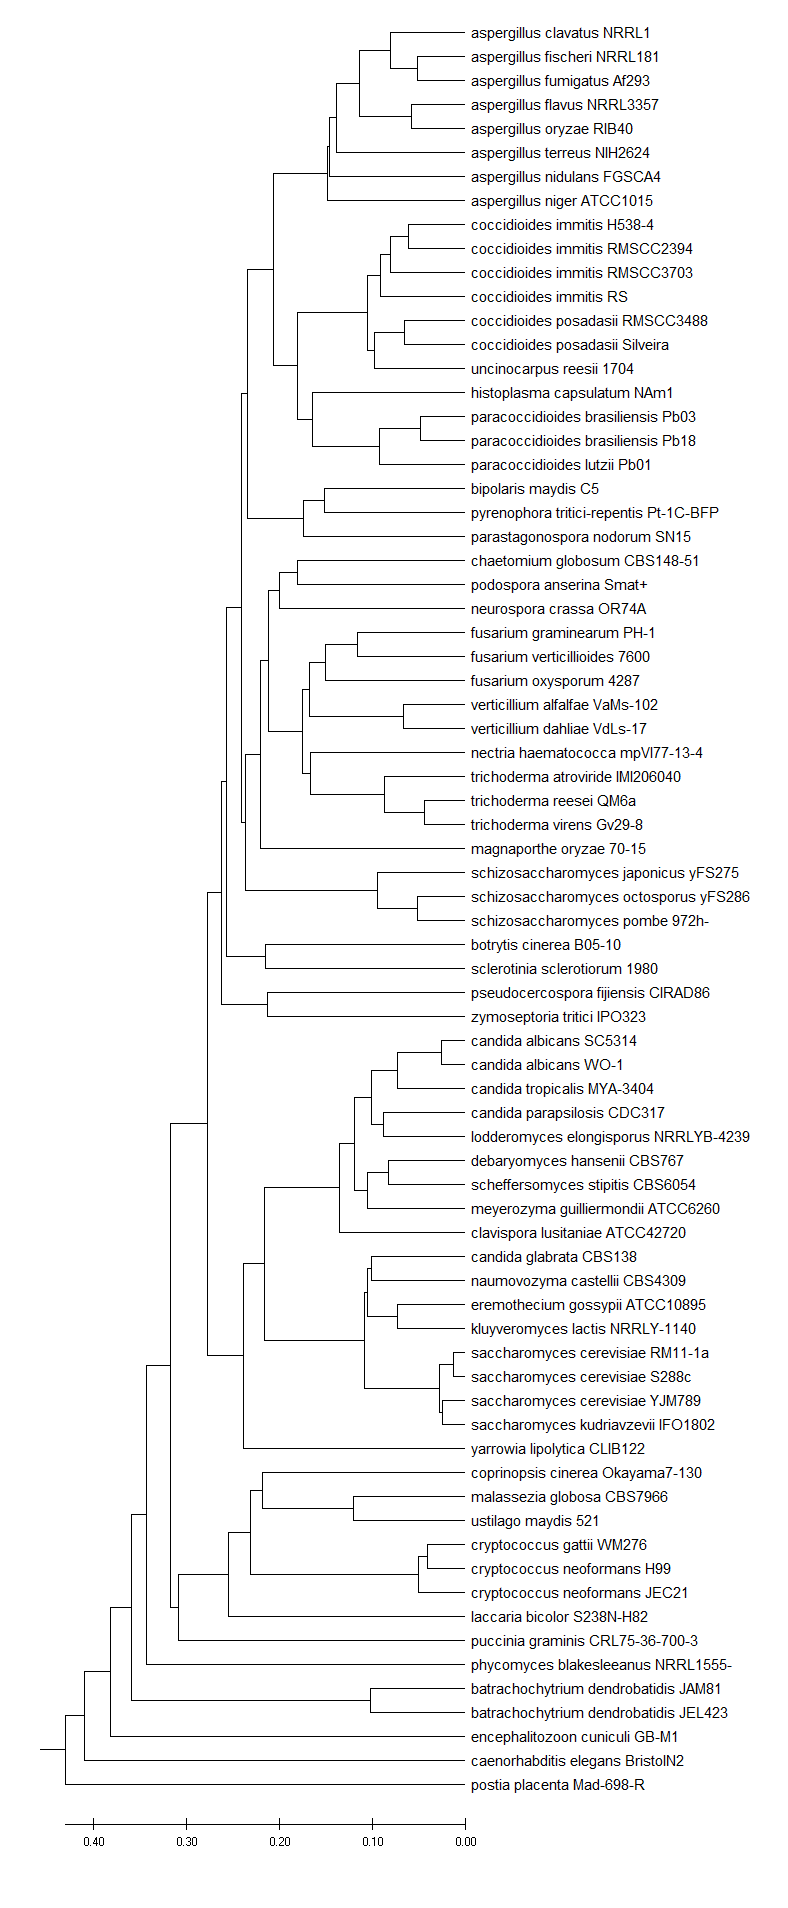 aspergillus clavatus NRRL1
aspergillus fischeri NRRL181
aspergillus fumigatus Af293
aspergillus flavus NRRL3357
aspergillus oryzae RIB40
aspergillus terreus NIH2624
aspergillus nidulans FGSCA4
aspergillus niger ATCC1015
coccidioides immitis H538-4
coccidioides immitis RMSCC2394
coccidioides immitis RMSCC3703
coccidioides immitis RS
coccidioides posadasii RMSCC3488
coccidioides posadasii Silveira
uncinocarpus reesii 1704
histoplasma capsulatum NAm1
paracoccidioides brasiliensis Pb03
paracoccidioides brasiliensis Pb18
paracoccidioides lutzii Pb01
bipolaris maydis C5
pyrenophora tritici-repentis Pt-1C-BFP
parastagonospora nodorum SN15
chaetomium globosum CBS148-51
podospora anserina Smat+
neurospora crassa OR74A
fusarium graminearum PH-1
fusarium verticillioides 7600
fusarium oxysporum 4287
verticillium alfalfae VaMs-102
verticillium dahliae VdLs-17
nectria haematococca mpVI77-13-4
trichoderma atroviride IMI206040
trichoderma reesei QM6a
trichoderma virens Gv29-8
magnaporthe oryzae 70-15
schizosaccharomyces japonicus yFS275
schizosaccharomyces octosporus yFS286
schizosaccharomyces pombe 972h-
botrytis cinerea B05-10
sclerotinia sclerotiorum 1980
pseudocercospora fijiensis CIRAD86
zymoseptoria tritici IPO323
candida albicans SC5314
candida albicans WO-1
candida tropicalis MYA-3404
candida parapsilosis CDC317
lodderomyces elongisporus NRRLYB-4239
debaryomyces hansenii CBS767
scheffersomyces stipitis CBS6054
meyerozyma guilliermondii ATCC6260
clavispora lusitaniae ATCC42720
candida glabrata CBS138
naumovozyma castellii CBS4309
eremothecium gossypii ATCC10895
kluyveromyces lactis NRRLY-1140
saccharomyces cerevisiae RM11-1a
saccharomyces cerevisiae S288c
saccharomyces cerevisiae YJM789
saccharomyces kudriavzevii IFO1802
yarrowia lipolytica CLIB122
coprinopsis cinerea Okayama7-130
malassezia globosa CBS7966
ustilago maydis 521
cryptococcus gattii WM276
cryptococcus neoformans H99
cryptococcus neoformans JEC21
laccaria bicolor S238N-H82
puccinia graminis CRL75-36-700-3
phycomyces blakesleeanus NRRL1555-
batrachochytrium dendrobatidis JAM81
batrachochytrium dendrobatidis JEL423
encephalitozoon cuniculi GB-M1
caenorhabditis elegans BristolN2
postia placenta Mad-698-R
0.40 0.30 0.20 0.10 0.00